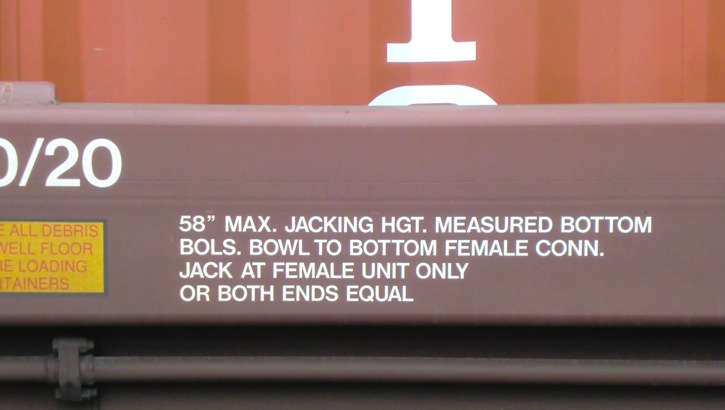 0/20
58” MAX. JACKING HGT. MEASURED BOTTOM
BOLS. BOWL TO BOTTOM FEMALE CONN.
JACK AT FEMALE UNIT ONLY
OR BOTH ENDS EQUAL
E ALL DEBRIS
WELL FLOOR
RE LOADING
TAINERS